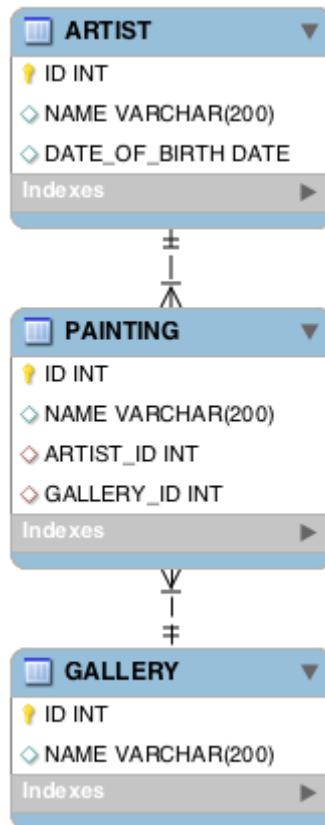 ARTIST
ID INT
NAME VARCHAR(200)
DATE_OF_BIRTH DATE
Indexes
PAINTING
ID INT
NAME VARCHAR(200)
ARTIST_ID INT
GALLERY_ID INT
Indexes
GALLERY
ID INT
NAME VARCHAR(200)
Indexes